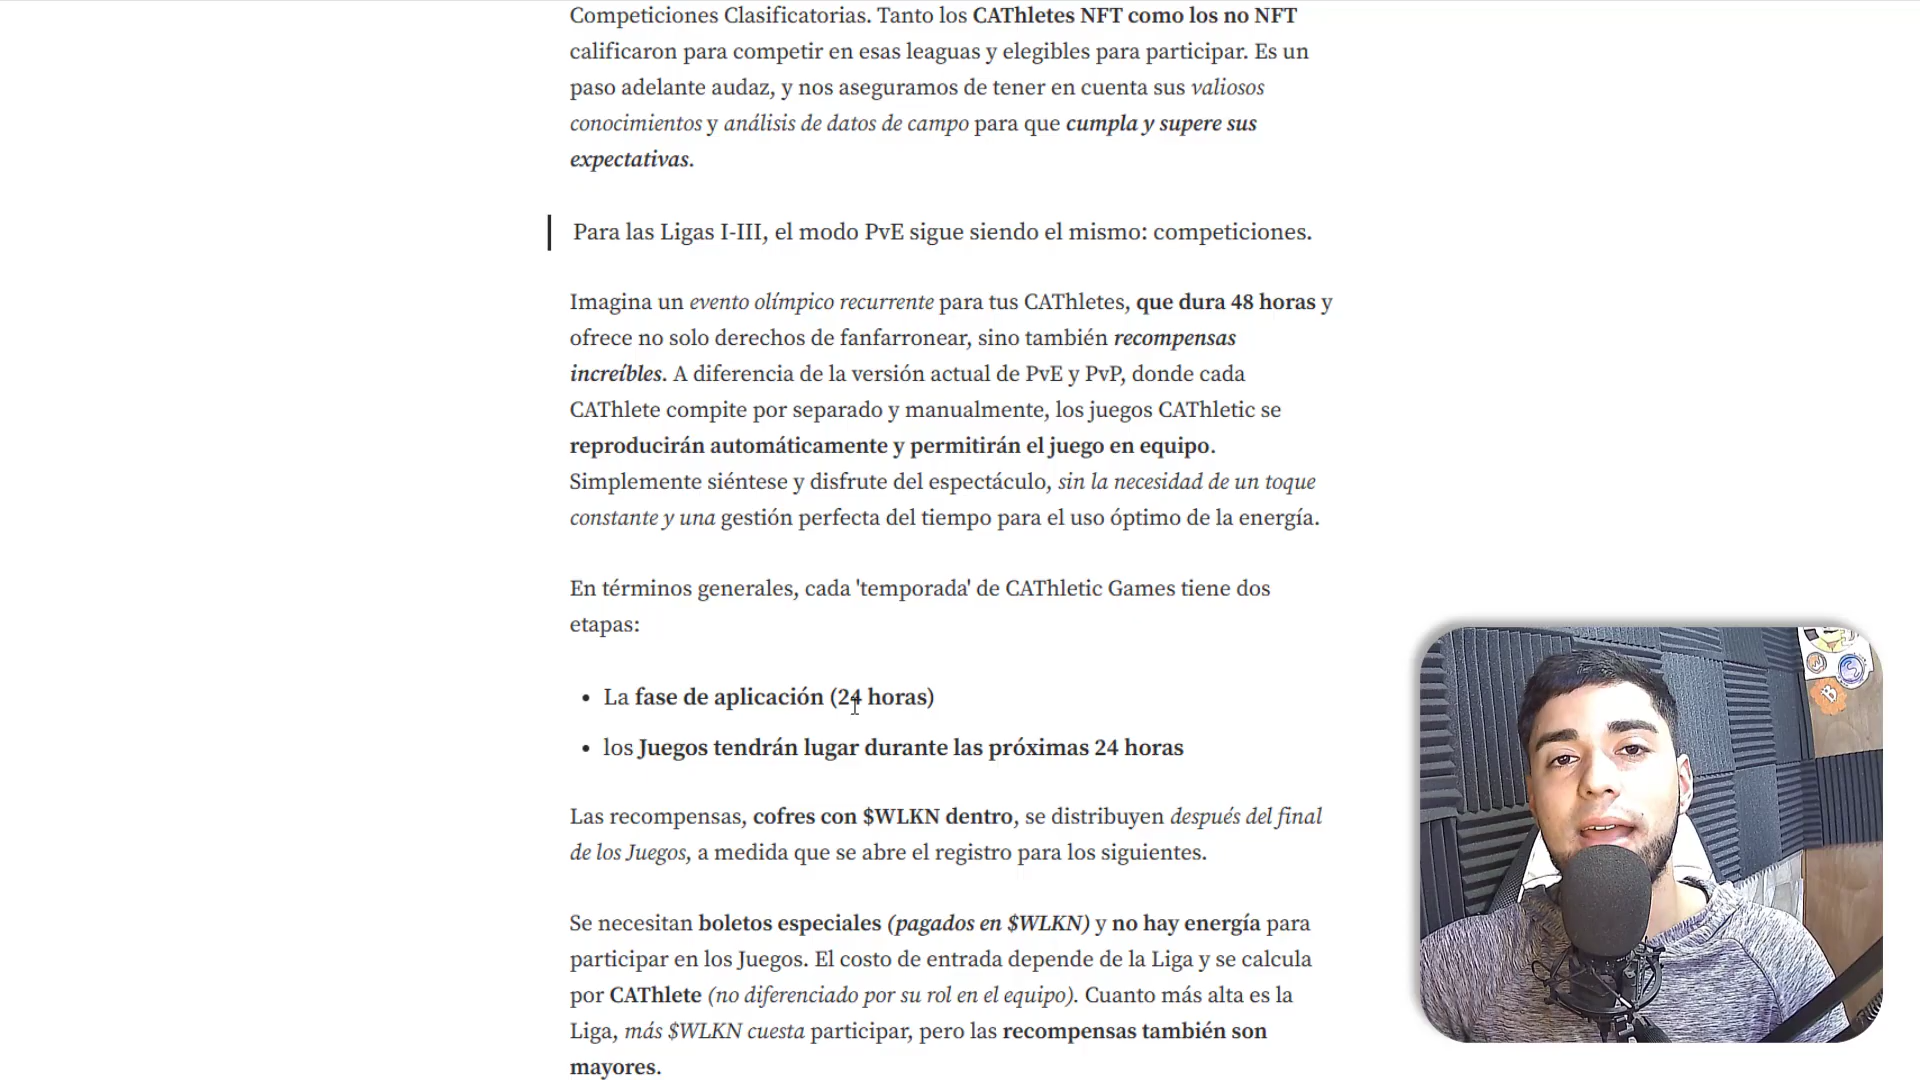 Competiciones Clasificatorias. Tanto los CAThletes NFT como los no NFT
calificaron para competir en esas leaguas y elegibles para participar. Es un
paso adelante audaz, y nos aseguramos de tener en cuenta sus valiosos
conocimientos y análisis de datos de campo para que cumpla y supere sus
expectativas.
Para las Ligas I-III, el modo PvE sigue siendo el mismo: competiciones.
Imagina un evento olímpico recurrente para tus CAThletes, que dura 48 horas y
ofrece no solo derechos de fanfarronear, sino también recompensas
increíbles. A diferencia de la versión actual de PvE y PvP, donde cada
CAThlete compite por separado y manualmente, los juegos CAThletic se
reproducirán automáticamente y permitirán el juego en equipo.
Simplemente siéntese y disfrute del espectáculo, sin la necesidad de un toque
constante y una gestión perfecta del tiempo para el uso óptimo de la energía.
En términos generales, cada 'temporada' de CAThletic Games tiene dos
etapas:
• La fase de aplicación (24 horas)
• los Juegos tendrán lugar durante las próximas 24 horas
Las recompensas, cofres con $WLKN dentro, se distribuyen después del final
de los Juegos, a medida que se abre el registro para los siguientes.
Se necesitan boletos especiales (pagados en $WLKN) y no hay energía para
participar en los Juegos. El costo de entrada depende de la Liga y se calcula
por CAThlete (no diferenciado por su rol en el equipo). Cuanto más alta es la
Liga, más $WLKN cuesta participar, pero las recompensas también son
mayores.